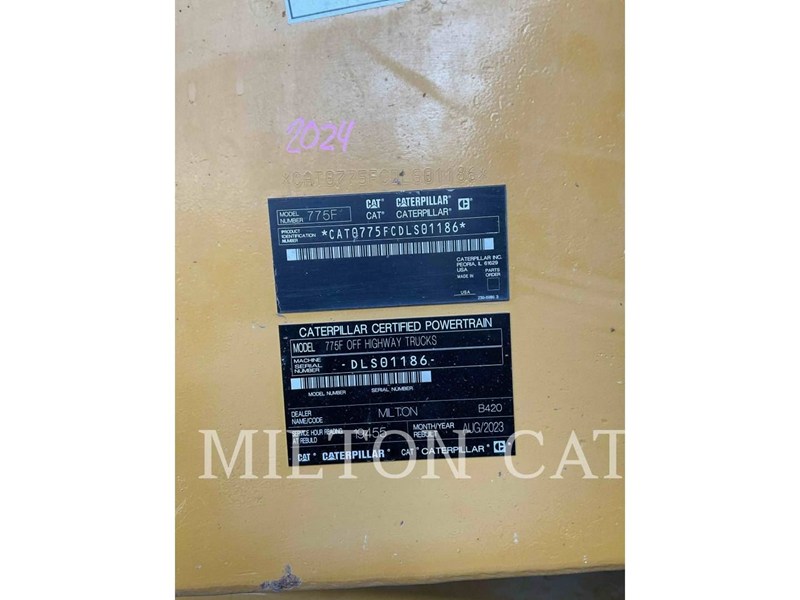 2024
*CAT0775FCDLS01186*
CAT CATERPILLAR
MODEL NUMBER 775F
CAT® CATERPILLAR®
PRODUCT IDENTIFICATION NUMBER *CAT0775FCDLS01186*
CATERPILLAR INC.
PEORIA, IL 61629
USA
MADE IN
PARTS ORDER
USA
CATERPILLAR CERTIFIED POWERTRAIN
MODEL 775F OFF HIGHWAY TRUCKS
MACHINE SERIAL NUMBER -DLS01186-
MODEL NUMBER SERIAL NUMBER
DEALER NAME/CODE MILTON B420
SERVICE HOUR READING AT REBUILD 19455 MONTH/YEAR REBUILT AUG/2023
CAT® CATERPILLAR® CAT® CATERPILLAR®
MILTON CAT